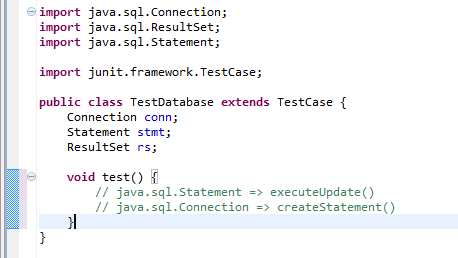 import java.sql.Connection;
import java.sql.ResultSet;
import java.sql.Statement;
import junit.framework.TestCase;
public class TestDatabase extends TestCase {
Connection conn;
Statement stmt;
ResultSet rs;
void test() {
// java.sql.Statement => executeUpdate()
// java.sql.Connection => createStatement()
}
}